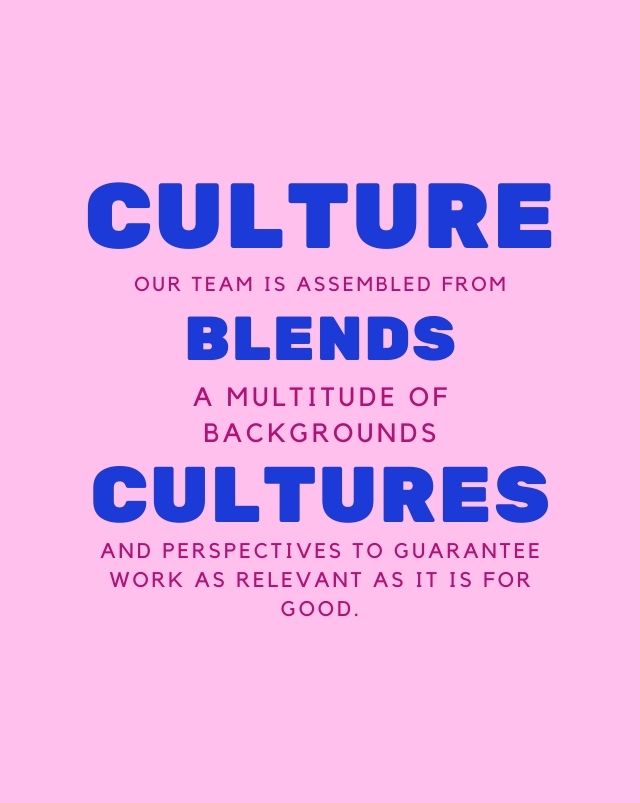 CULTURE
OUR TEAM IS ASSEMBLED FROM
BLENDS
A MULTITUDE OF
BACKGROUNDS
CULTURES
AND PERSPECTIVES TO GUARANTEE
WORK AS RELEVANT AS IT IS FOR
GOOD.